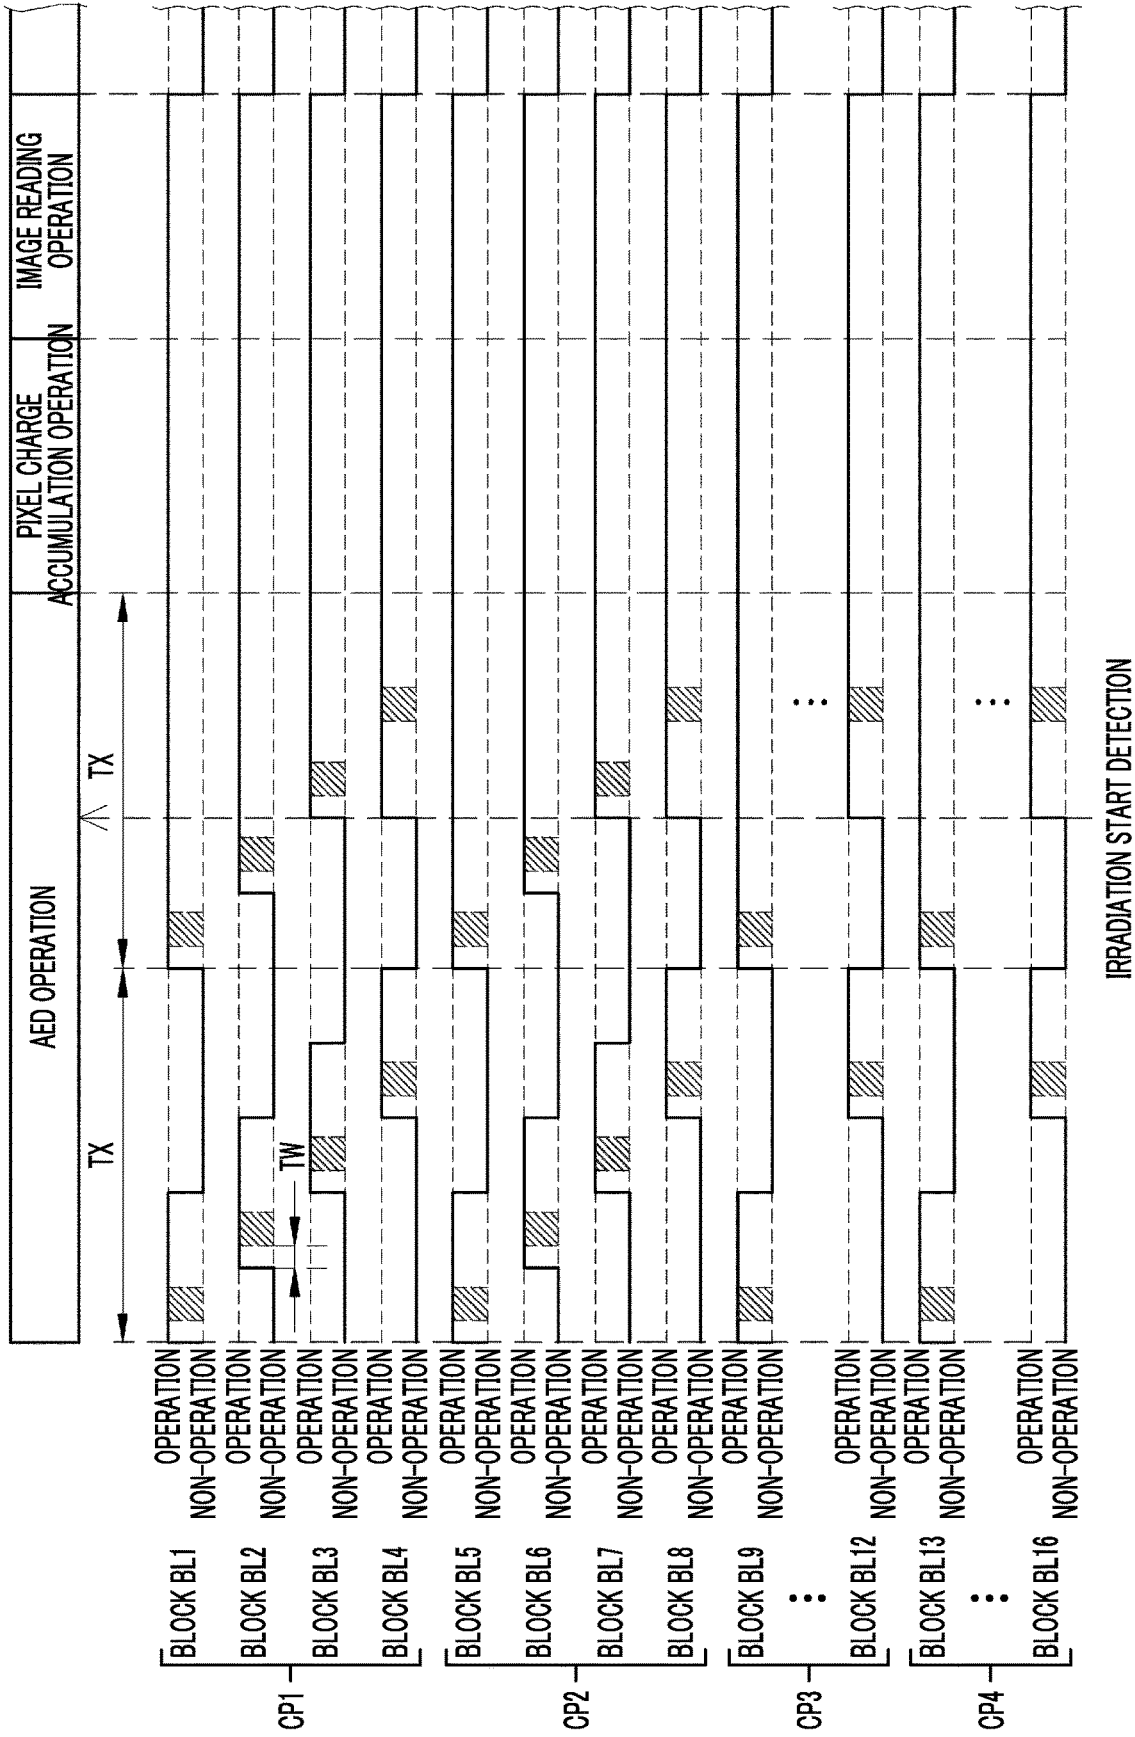 AED OPERATION
PIXEL CHARGE
ACCUMULATION OPERATION
IMAGE READING
OPERATION
TX
TX
TW
CP1
BLOCK BL1
OPERATION
NON-OPERATION
BLOCK BL2
OPERATION
NON-OPERATION
BLOCK BL3
OPERATION
NON-OPERATION
BLOCK BL4
OPERATION
NON-OPERATION
CP2
BLOCK BL5
OPERATION
NON-OPERATION
BLOCK BL6
OPERATION
NON-OPERATION
BLOCK BL7
OPERATION
NON-OPERATION
BLOCK BL8
OPERATION
NON-OPERATION
CP3
BLOCK BL9
OPERATION
NON-OPERATION
BLOCK BL12
OPERATION
NON-OPERATION
CP4
BLOCK BL13
OPERATION
NON-OPERATION
BLOCK BL16
OPERATION
NON-OPERATION
IRRADIATION START DETECTION